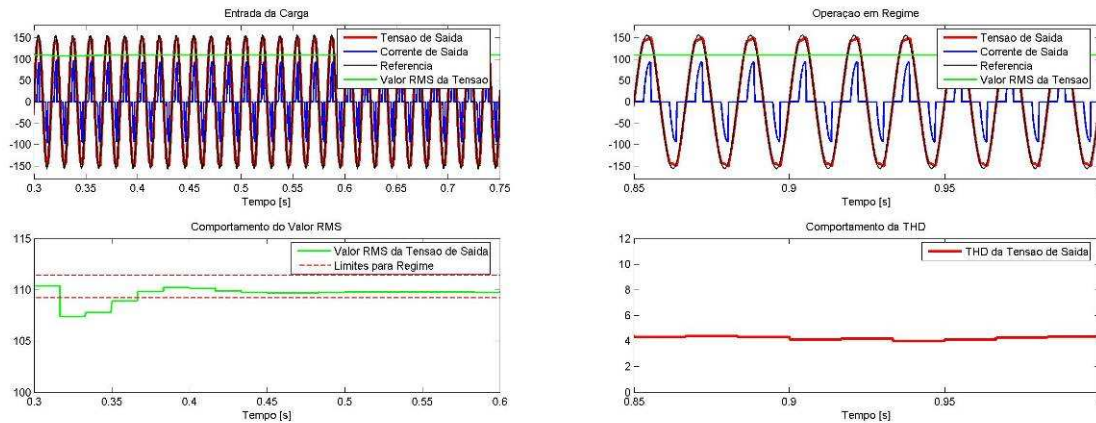 Entrada da Carga
150
100
50
0
-50
-100
-150
Tensao de Saida
Corrente de Saida
Referencia
Valor RMS da Tensao
0.3 0.35 0.4 0.45 0.5 0.55 0.6 0.65 0.7 0.75
Tempo [s]
Operaçao em Regime
150
100
50
0
-50
-100
-150
Tensao de Saida
Corrente de Saida
Referencia
Valor RMS da Tensao
0.85 0.9 0.95
Tempo [s]
Comportamento do Valor RMS
115
110
105
100
Valor RMS da Tensao de Saida
Limites para Regime
0.3 0.35 0.4 0.45 0.5 0.55 0.6
Tempo [s]
Comportamento da THD
12
10
8
6
4
2
0
THD da Tensao de Saida
0.85 0.9 0.95
Tempo [s]